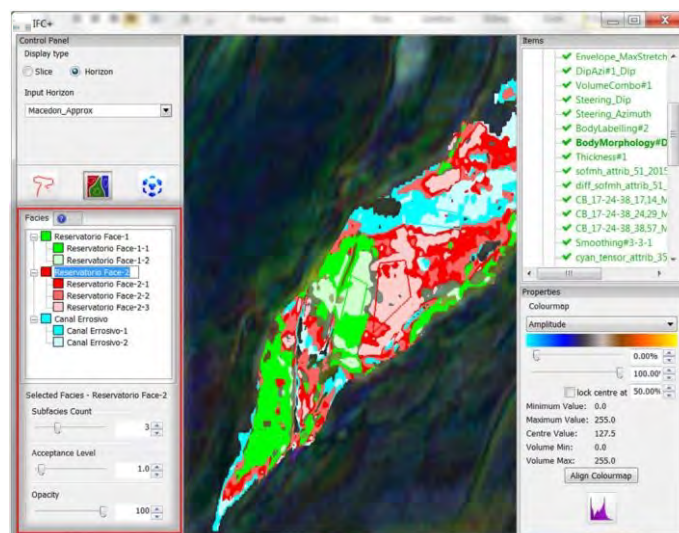 IFC+
Control Panel
Display type
Slice
Horizon
Input Horizon
Macedon_Approx
Facies
Reservatorio Face-1
Reservatorio Face-1-1
Reservatorio Face-1-2
Reservatorio Face-2
Reservatorio Face-2-1
Reservatorio Face-2-2
Reservatorio Face-2-3
Canal Errosivo
Canal Errosivo-1
Canal Errosivo-2
Selected Facies - Reservatorio Face-2
Subfacies Count
3
Acceptance Level
1.0
Opacity
100
Items
Envelope_MaxStretch
DipAzi#1_Dip
VolumeCombo#1
Steering_Dip
Steering_Azimuth
BodyLabelling#2
BodyMorphology#D
Thickness#1
sofmh_attrib_51_2015
diff_sofmh_attrib_51_
CB_17-24-38_17,14_M
CB_17-24-38_24,29_M
CB_17-24-38_38,57_M
Smoothing#3-3-1
cyan_tensor_attrib_35
Properties
Colourmap
Amplitude
0.00%
100.00%
lock centre at 50.00%
Minimum Value: 0.0
Maximum Value: 255.0
Centre Value: 127.5
Volume Min: 0.0
Volume Max: 255.0
Align Colourmap